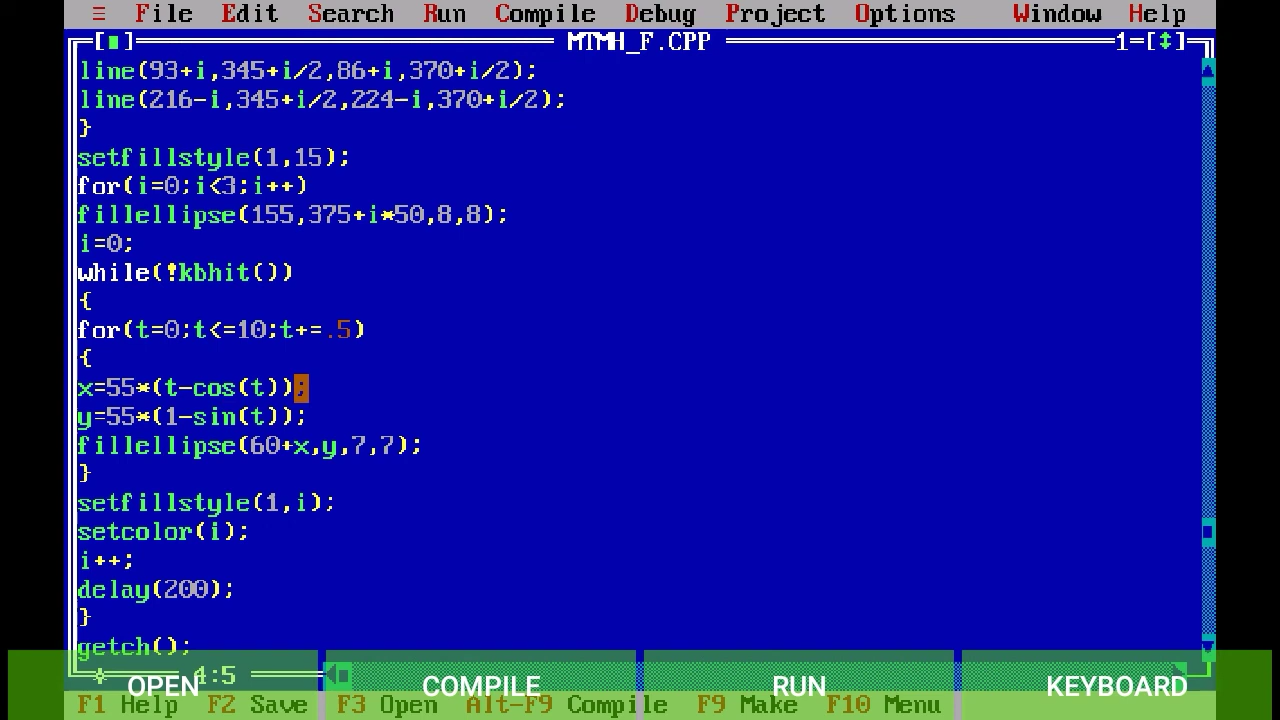 ≡ File Edit Search Run Compile Debug Project Options Window Help
[■] MTMH_F.CPP 1=[↕]
line(93+i,345+i/2,86+i,370+i/2);
line(216-i,345+i/2,224-i,370+i/2);
}
setfillstyle(1,15);
for(i=0;i<3;i++)
fillellipse(155,375+i*50,8,8);
i=0;
while(!kbhit())
{
for(t=0;t<=10;t+=.5)
{
x=55*(t-cos(t));
y=55*(1-sin(t));
fillellipse(60+x,y,7,7);
}
setfillstyle(1,i);
setcolor(i);
i++;
delay(200);
}
getch();
4:5
OPEN COMPILE RUN KEYBOARD
F1 Help F2 Save F3 Open Alt-F9 Compile F9 Make F10 Menu